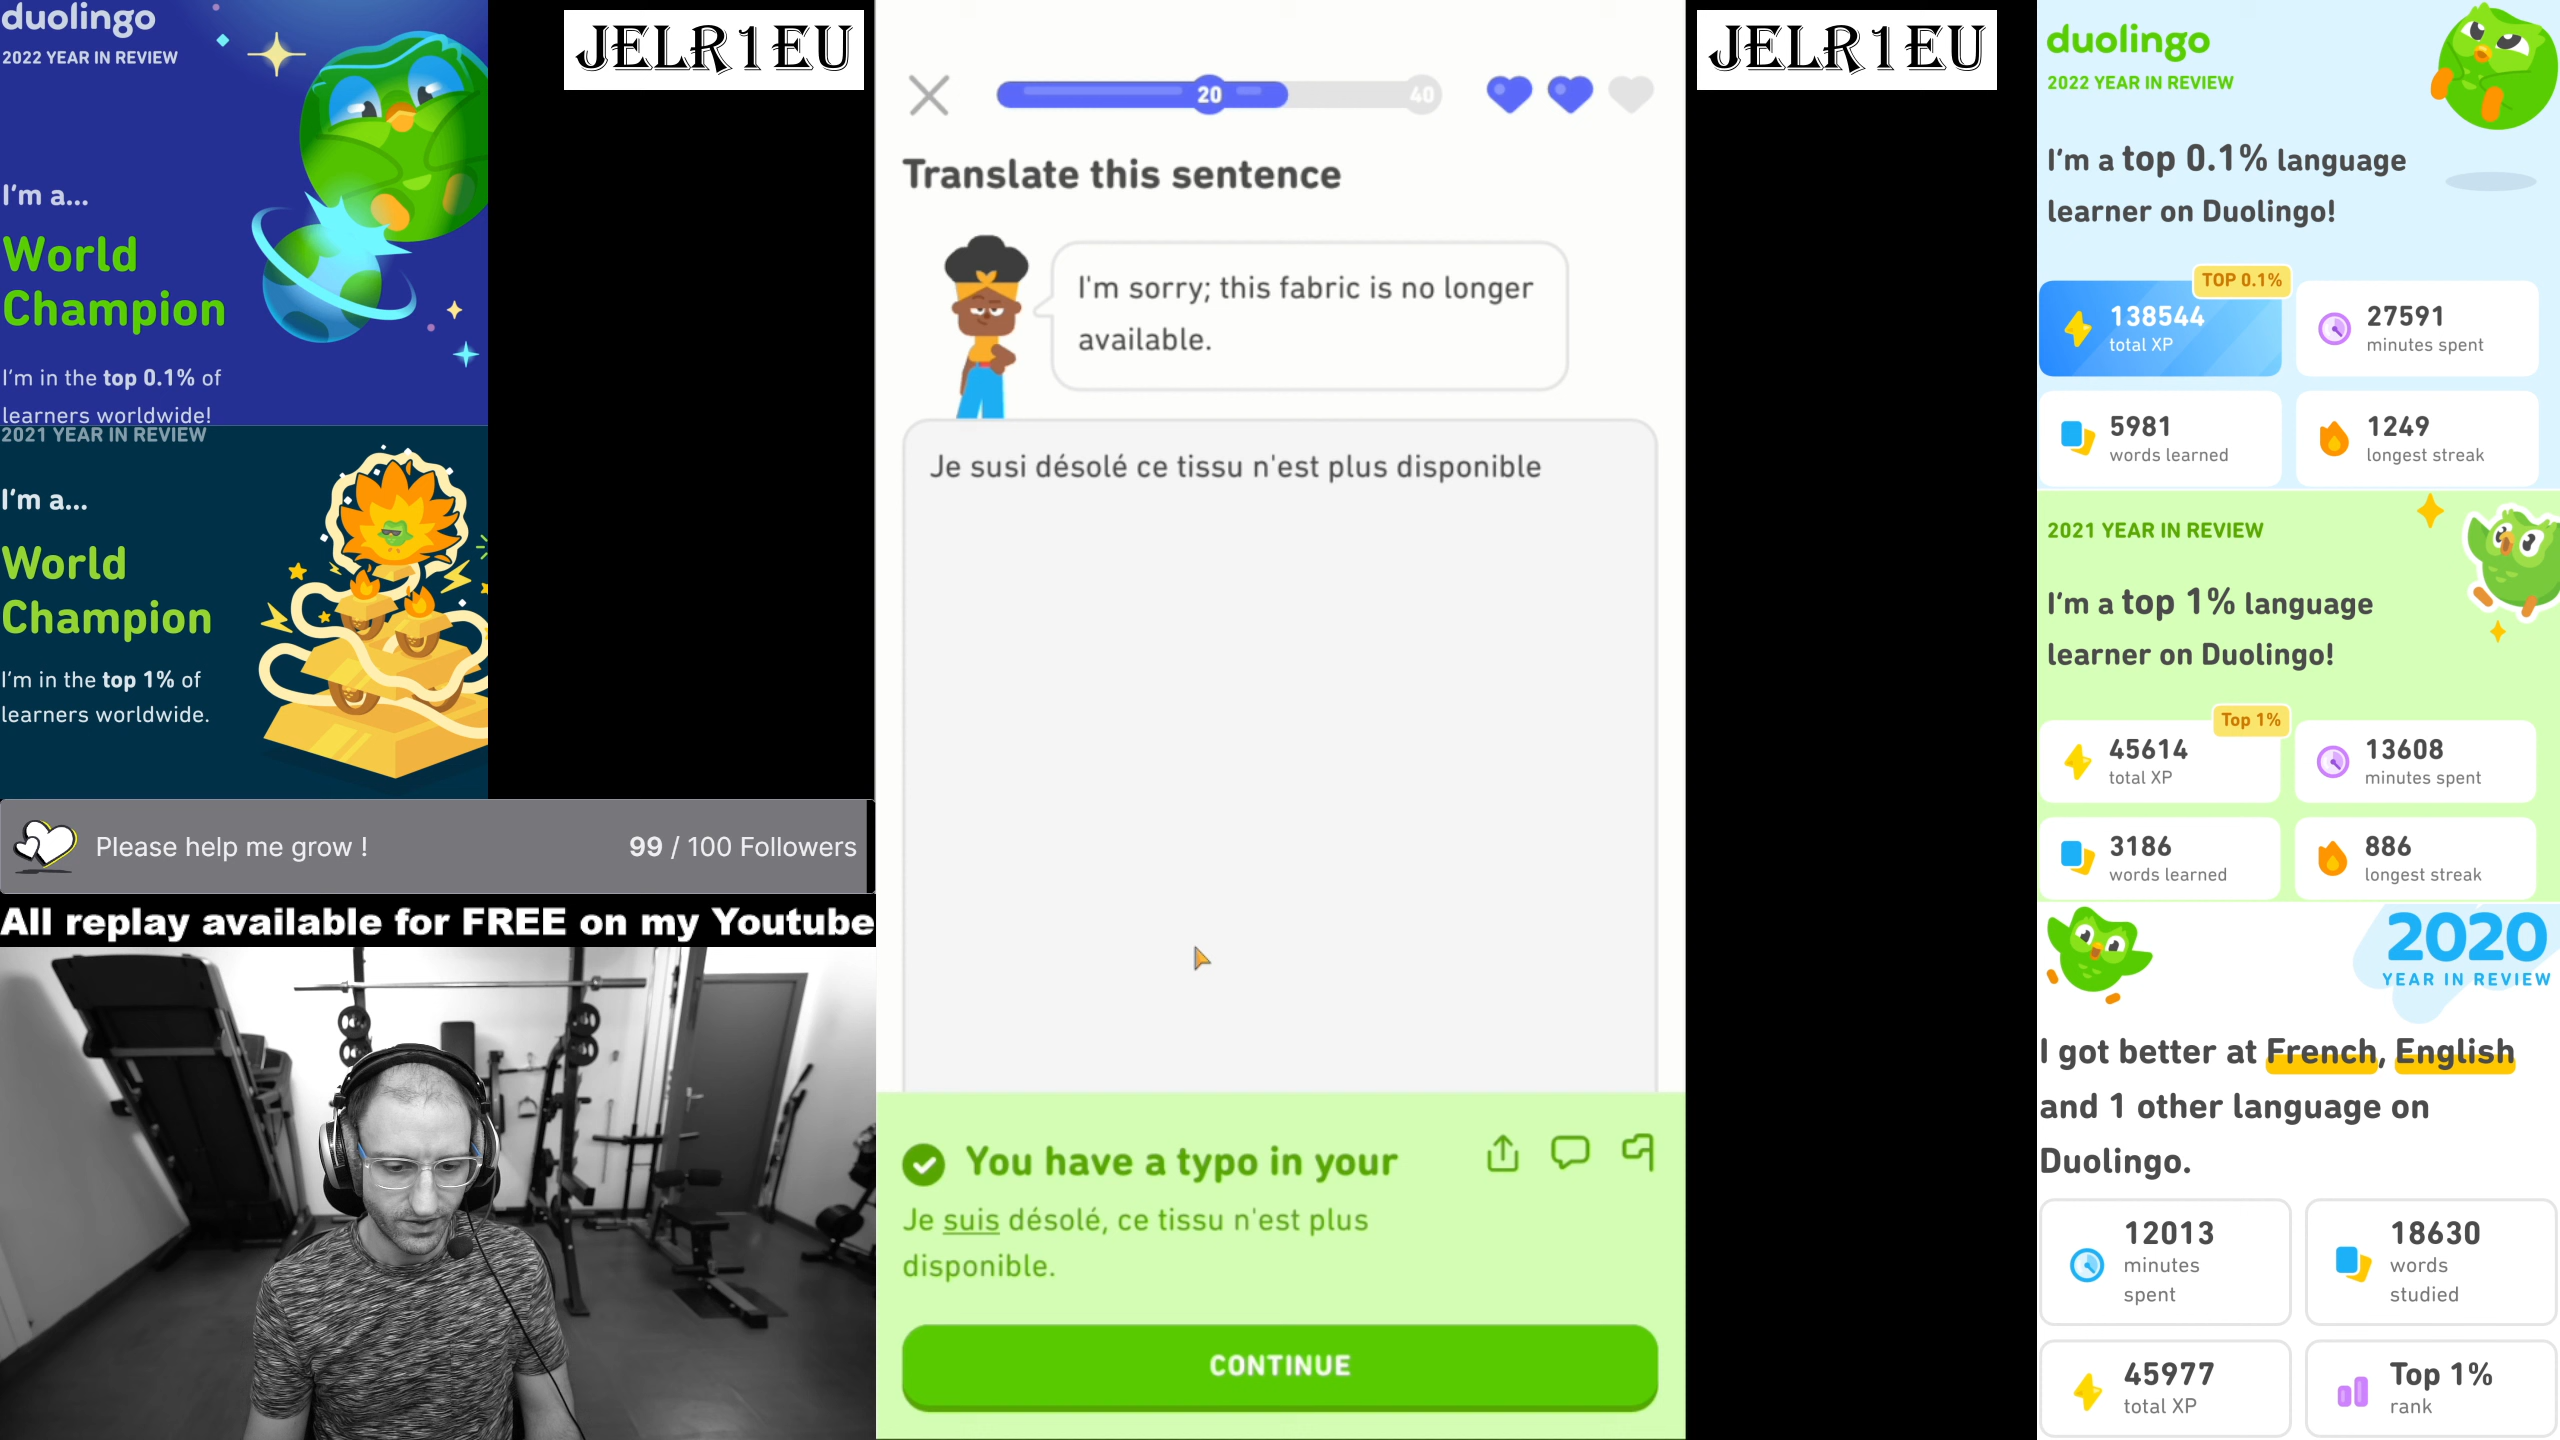 duolingo
2022 YEAR IN REVIEW
I'm a...
World
Champion
I'm in the top 0.1% of
learners worldwide!
2021 YEAR IN REVIEW
I'm a...
World
Champion
I'm in the top 1% of
learners worldwide.
Please help me grow !
99 / 100 Followers
All replay available for FREE on my Youtube
JELR1EU
20
40
Translate this sentence
I'm sorry; this fabric is no longer
available.
Je susi désolé ce tissu n'est plus disponible
You have a typo in your
Je suis désolé, ce tissu n'est plus
disponible.
CONTINUE
JELR1EU
duolingo
2022 YEAR IN REVIEW
I'm a top 0.1% language
learner on Duolingo!
TOP 0.1%
138544
total XP
27591
minutes spent
5981
words learned
1249
longest streak
2021 YEAR IN REVIEW
I'm a top 1% language
learner on Duolingo!
Top 1%
45614
total XP
13608
minutes spent
3186
words learned
886
longest streak
2020
YEAR IN REVIEW
I got better at French, English
and 1 other language on
Duolingo.
12013
minutes
spent
18630
words
studied
45977
total XP
Top 1%
rank